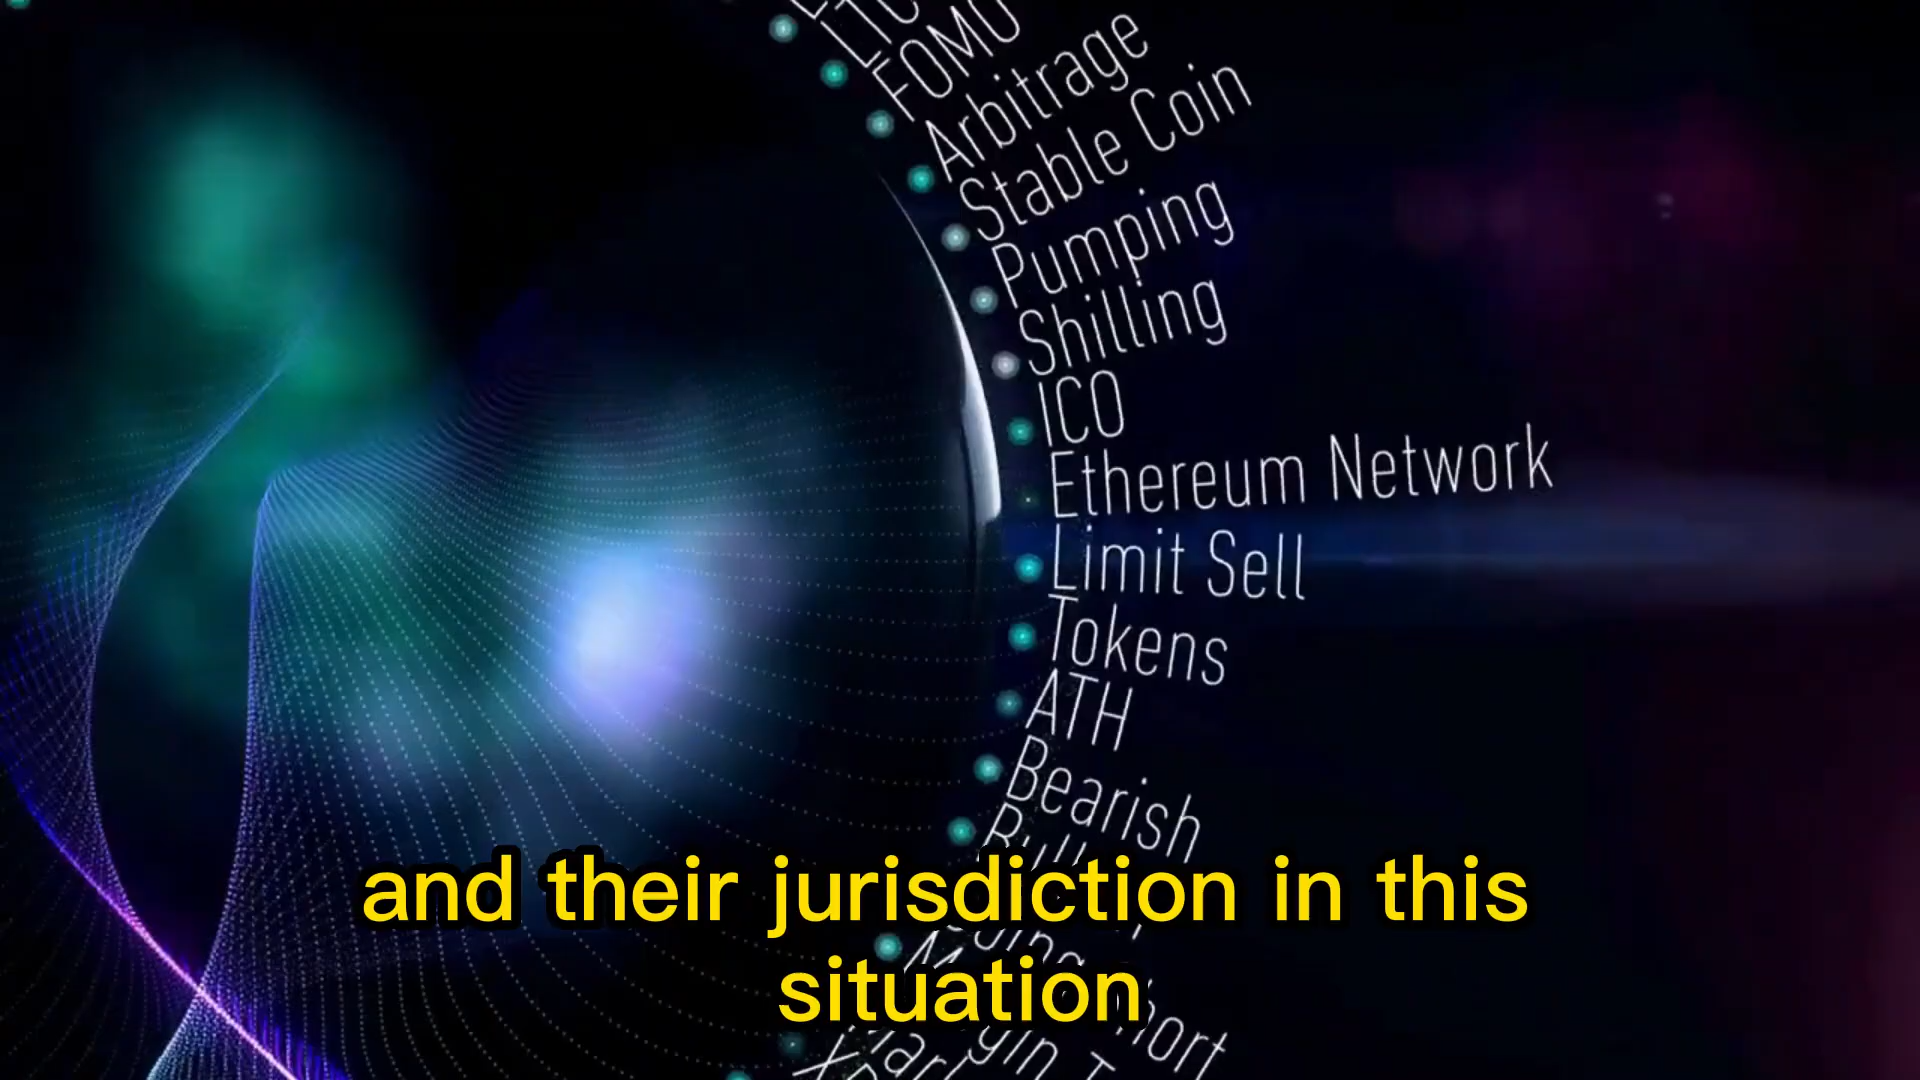 FOMO
Arbitrage
Stable Coin
Pumping
Shilling
ICO
Ethereum Network
Limit Sell
Tokens
ATH
Bearish
and their jurisdiction in this
situation